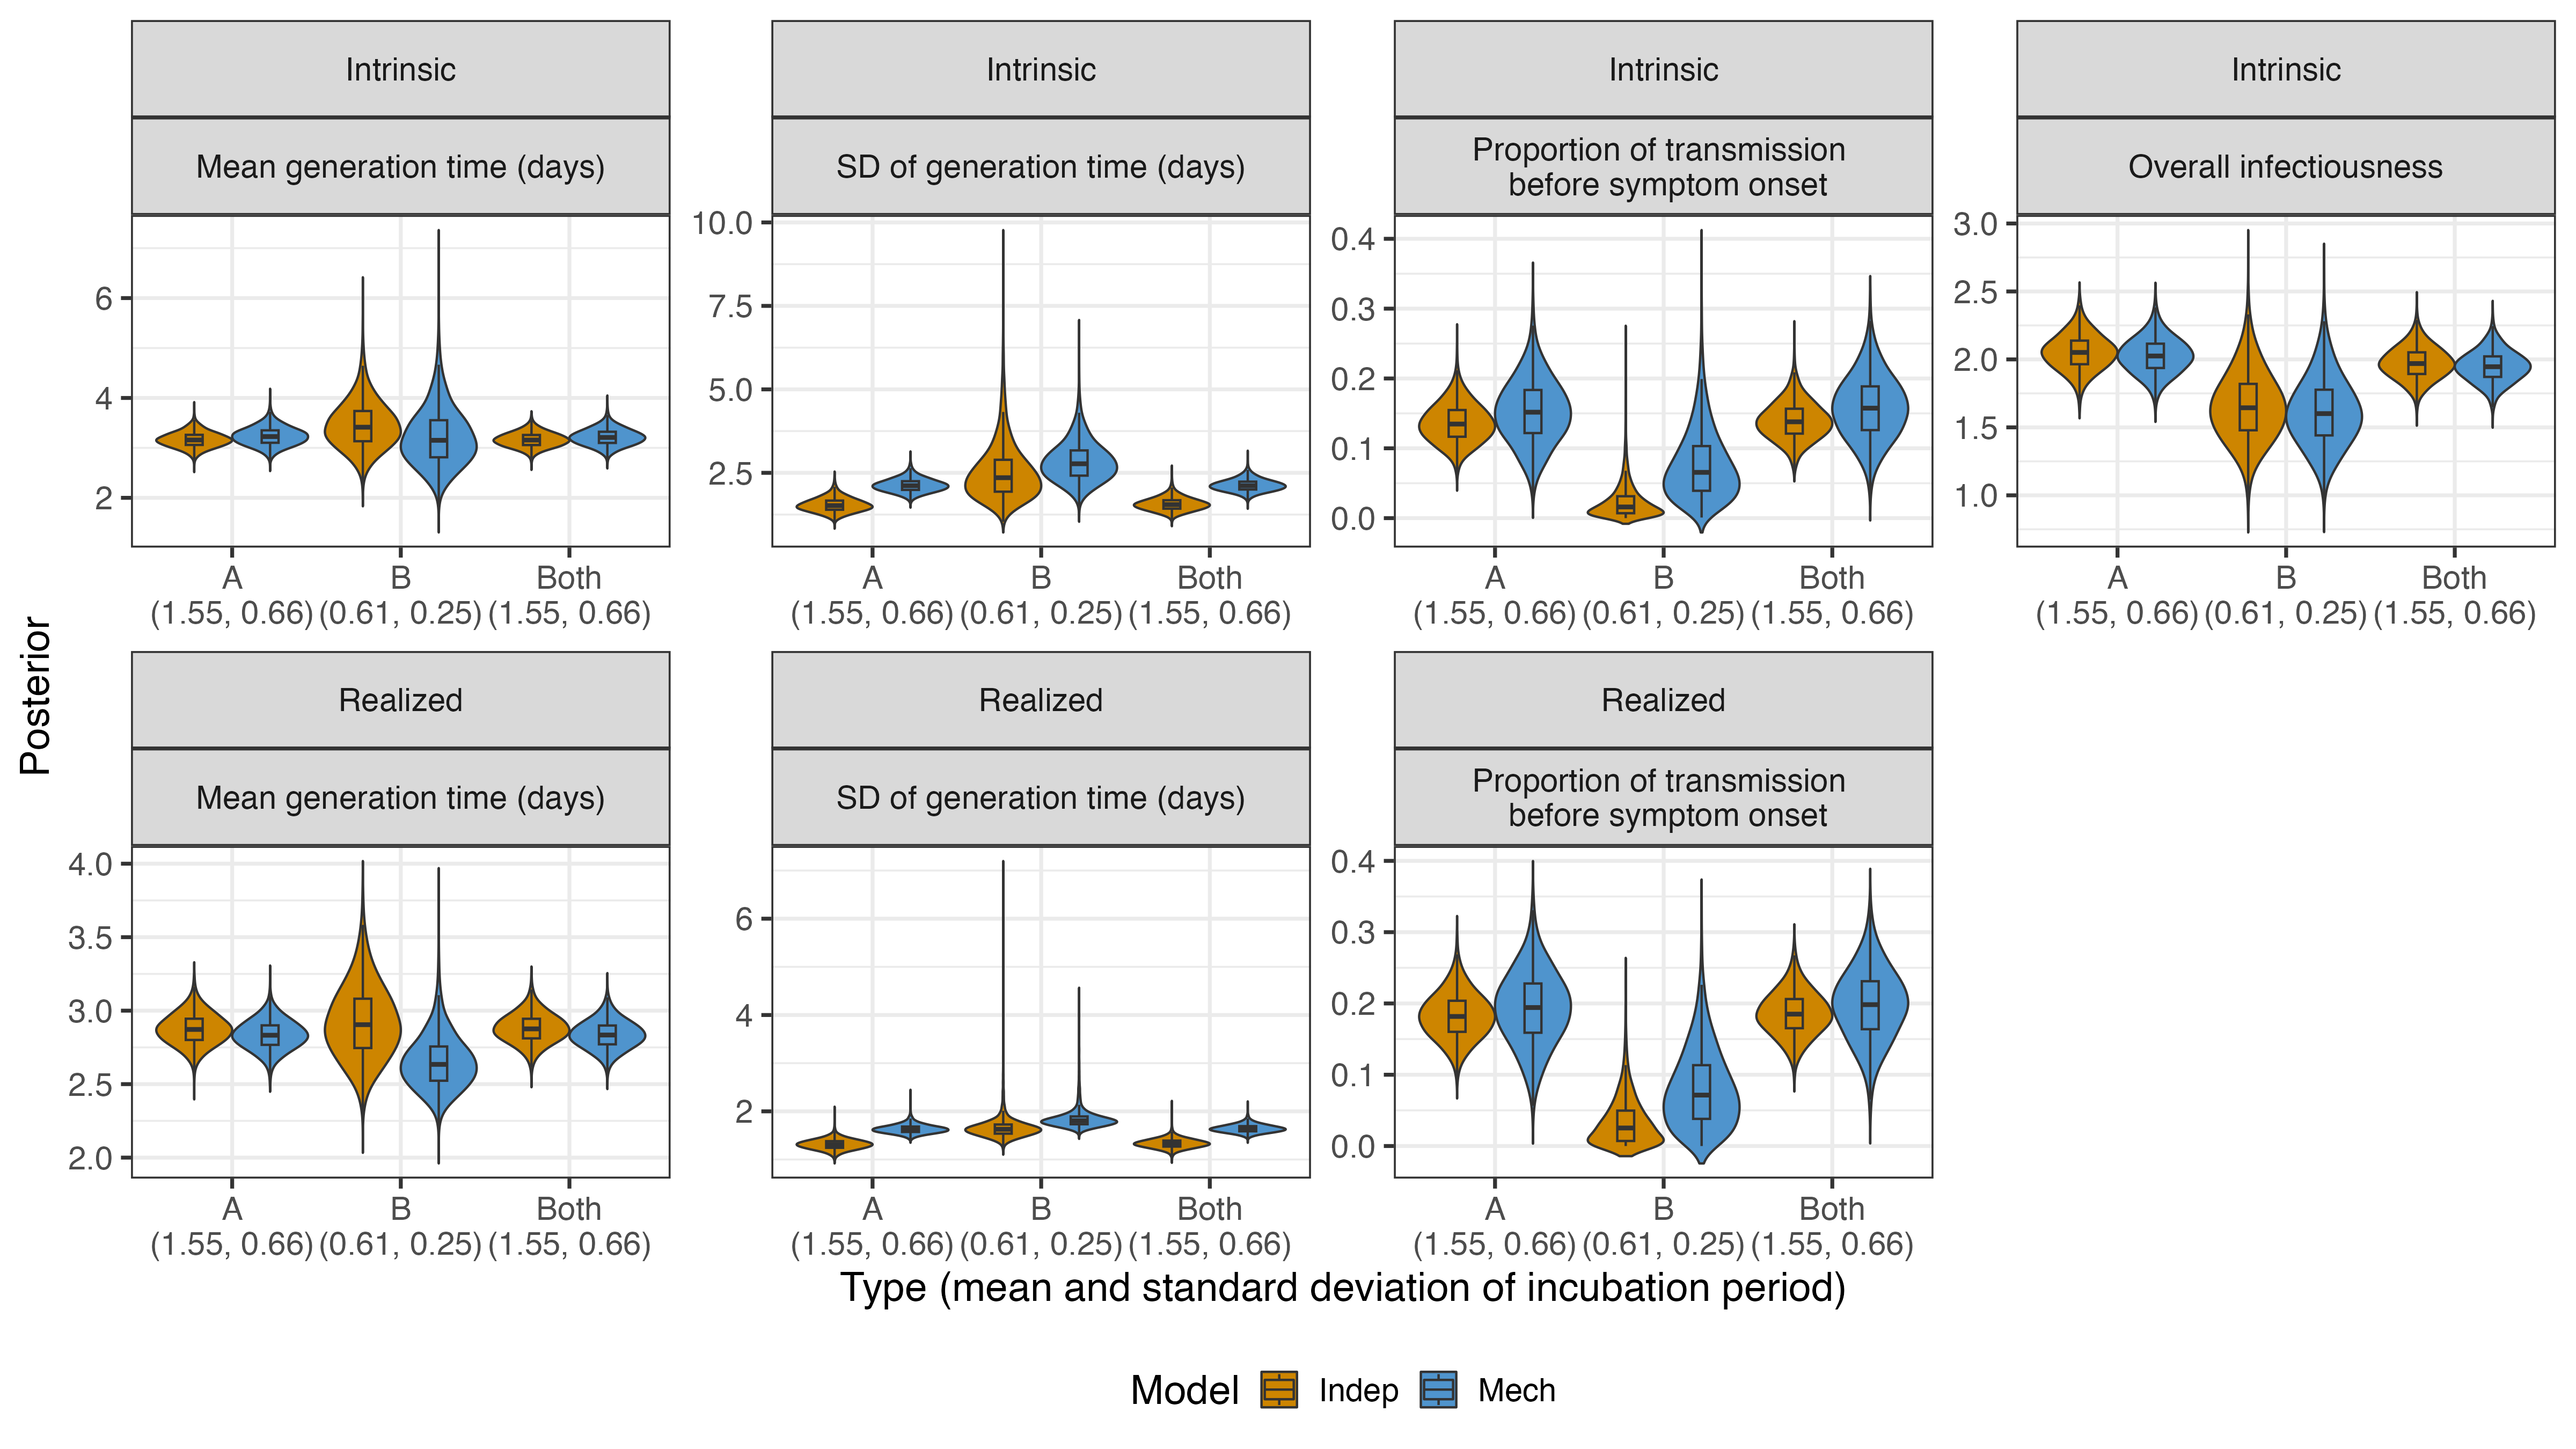 Intrinsic
Intrinsic
Intrinsic
Intrinsic
Mean generation time (days)
SD of generation time (days)
Proportion of transmission
before symptom onset
Overall infectiousness
6
4
2
10.0
7.5
5.0
2.5
0.4
0.3
0.2
0.1
0.0
3.0
2.5
2.0
1.5
1.0
A
(1.55, 0.66)
B
(0.61, 0.25)
Both
(1.55, 0.66)
A
(1.55, 0.66)
B
(0.61, 0.25)
Both
(1.55, 0.66)
A
(1.55, 0.66)
B
(0.61, 0.25)
Both
(1.55, 0.66)
A
(1.55, 0.66)
B
(0.61, 0.25)
Both
(1.55, 0.66)
Posterior
Realized
Realized
Realized
Mean generation time (days)
SD of generation time (days)
Proportion of transmission
before symptom onset
4.0
3.5
3.0
2.5
2.0
6
4
2
0.4
0.3
0.2
0.1
0.0
A
(1.55, 0.66)
B
(0.61, 0.25)
Both
(1.55, 0.66)
A
(1.55, 0.66)
B
(0.61, 0.25)
Both
(1.55, 0.66)
A
(1.55, 0.66)
B
(0.61, 0.25)
Both
(1.55, 0.66)
Type (mean and standard deviation of incubation period)
Model
Indep
Mech